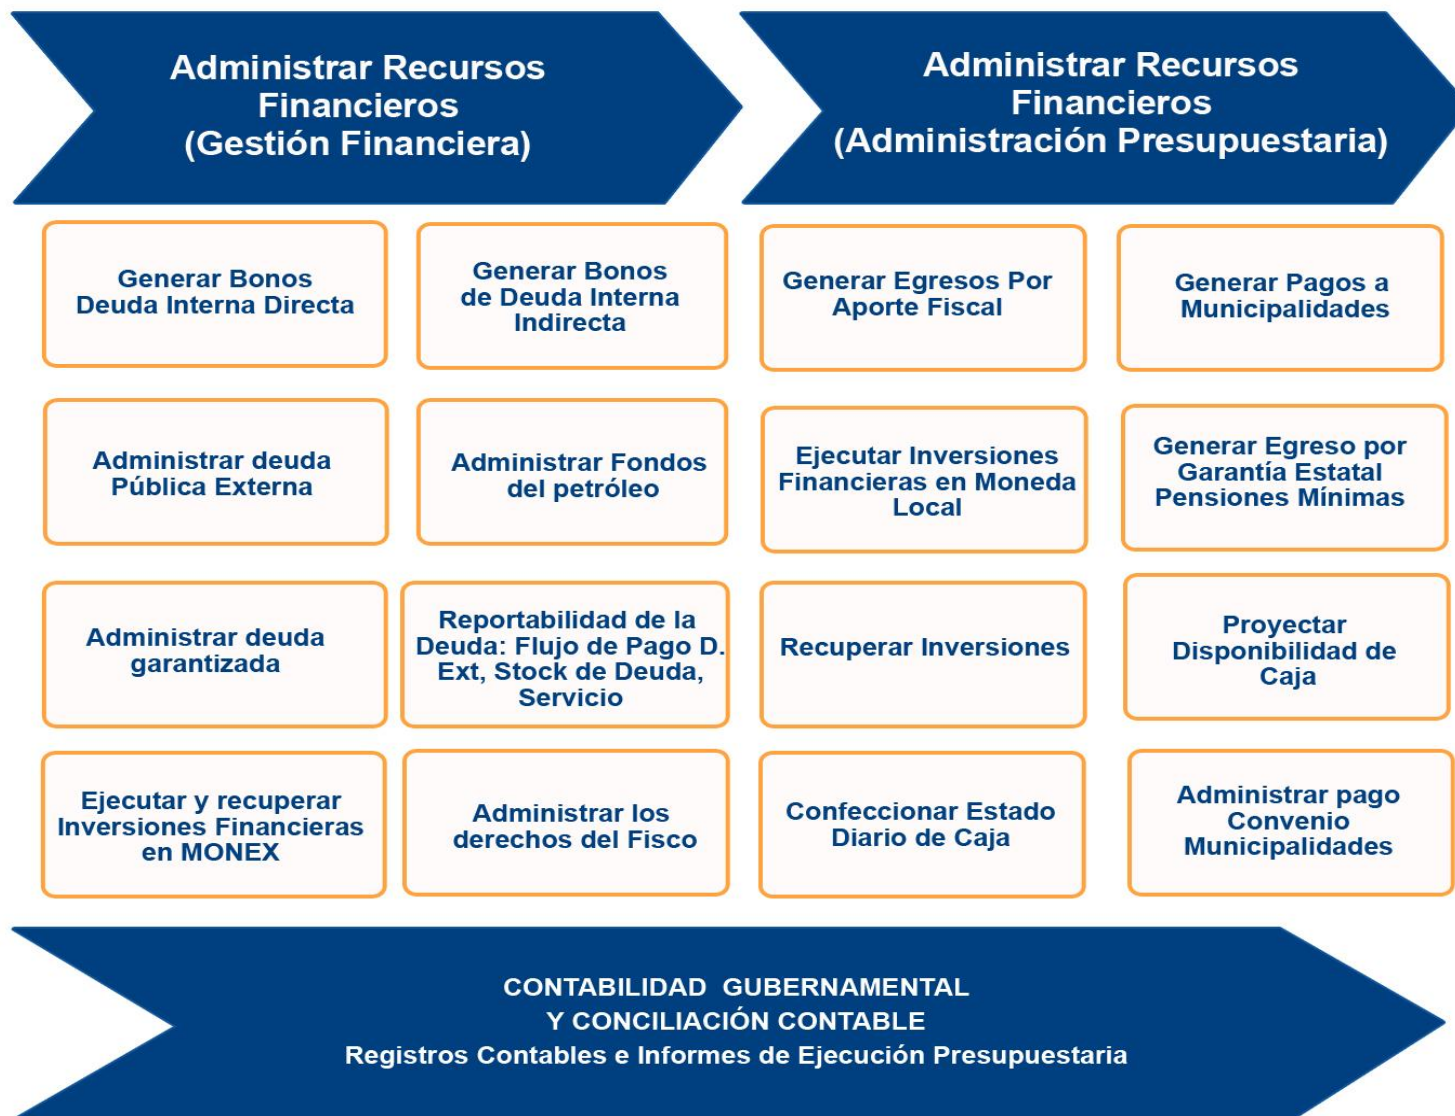 Administrar Recursos
Financieros
(Gestión Financiera)
Administrar Recursos
Financieros
(Administración Presupuestaria)
Generar Bonos
Deuda Interna Directa
Generar Bonos
de Deuda Interna
Indirecta
Generar Egresos Por
Aporte Fiscal
Generar Pagos a
Municipalidades
Administrar deuda
Pública Externa
Administrar Fondos
del petróleo
Ejecutar Inversiones
Financieras en Moneda
Local
Generar Egreso por
Garantía Estatal
Pensiones Mínimas
Administrar deuda
garantizada
Reportabilidad de la
Deuda: Flujo de Pago D.
Ext, Stock de Deuda,
Servicio
Recuperar Inversiones
Proyectar
Disponibilidad de
Caja
Ejecutar y recuperar
Inversiones Financieras
en MONEX
Administrar los
derechos del Fisco
Confeccionar Estado
Diario de Caja
Administrar pago
Convenio
Municipalidades
CONTABILIDAD GUBERNAMENTAL
Y CONCILIACIÓN CONTABLE
Registros Contables e Informes de Ejecución Presupuestaria